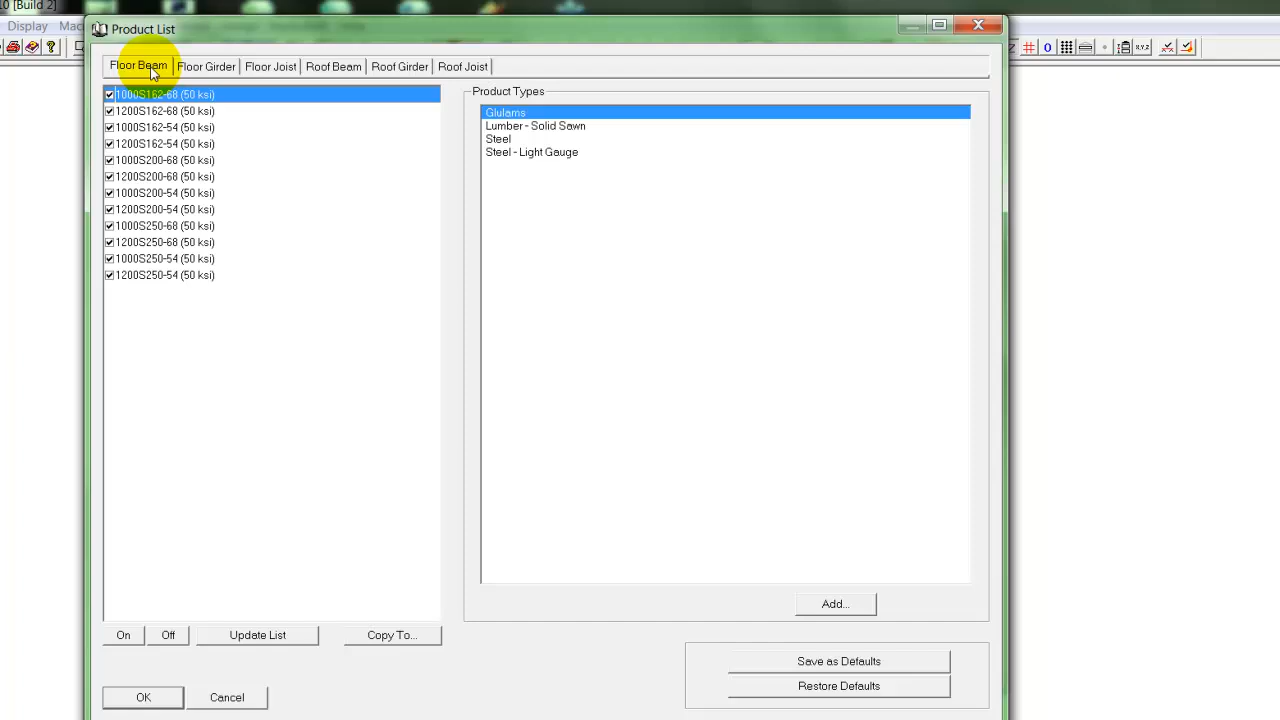 10 [Build 2]
Display Mac
Product List
Floor Beam Floor Girder Floor Joist Roof Beam Roof Girder Roof Joist
1000S162-68 (50 ksi)
1200S162-68 (50 ksi)
1000S162-54 (50 ksi)
1200S162-54 (50 ksi)
1000S200-68 (50 ksi)
1200S200-68 (50 ksi)
1000S200-54 (50 ksi)
1200S200-54 (50 ksi)
1000S250-68 (50 ksi)
1200S250-68 (50 ksi)
1000S250-54 (50 ksi)
1200S250-54 (50 ksi)
Product Types
Glulams
Lumber - Solid Sawn
Steel
Steel - Light Gauge
Add...
On Off Update List Copy To...
Save as Defaults
Restore Defaults
OK Cancel